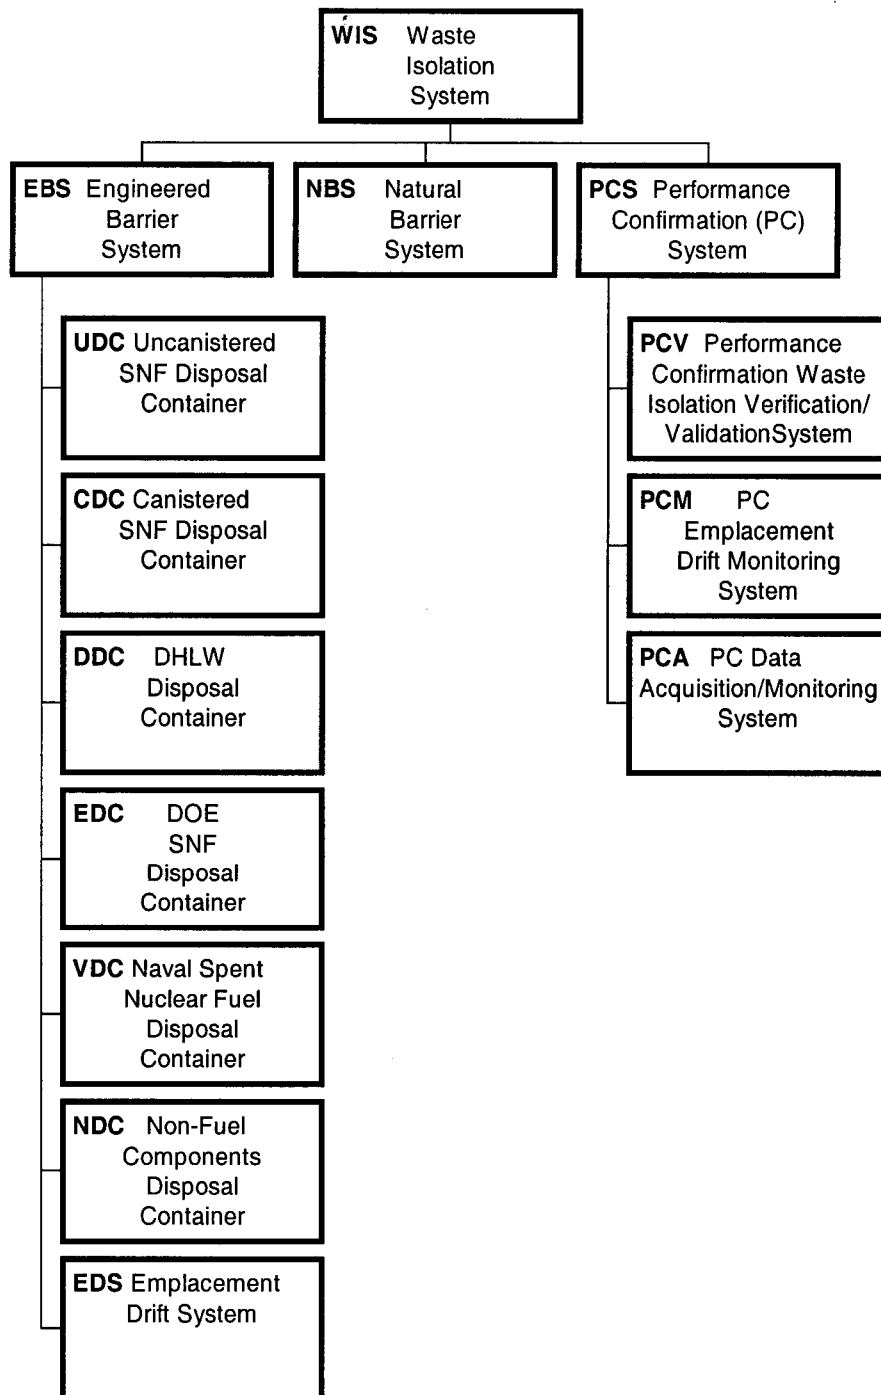 WIS Waste
Isolation
System
EBS Engineered
Barrier
System
NBS Natural
Barrier
System
PCS Performance
Confirmation (PC)
System
UDC Uncanistered
SNF Disposal
Container
CDC Canistered
SNF Disposal
Container
DDC DHLW
Disposal
Container
EDC DOE
SNF
Disposal
Container
VDC Naval Spent
Nuclear Fuel
Disposal
Container
NDC Non-Fuel
Components
Disposal
Container
EDS Emplacement
Drift System
PCV Performance
Confirmation Waste
Isolation Verification/
ValidationSystem
PCM PC
Emplacement
Drift Monitoring
System
PCA PC Data
Acquisition/Monitoring
System